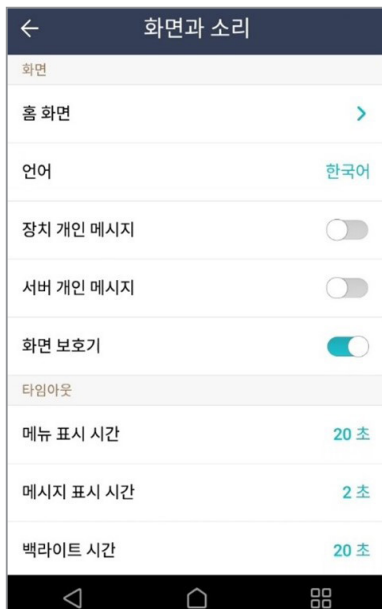 화면과 소리
화면
홈 화면
언어 한국어
장치 개인 메시지
서버 개인 메시지
화면 보호기
타임아웃
메뉴 표시 시간 20 초
메시지 표시 시간 2 초
백라이트 시간 20 초